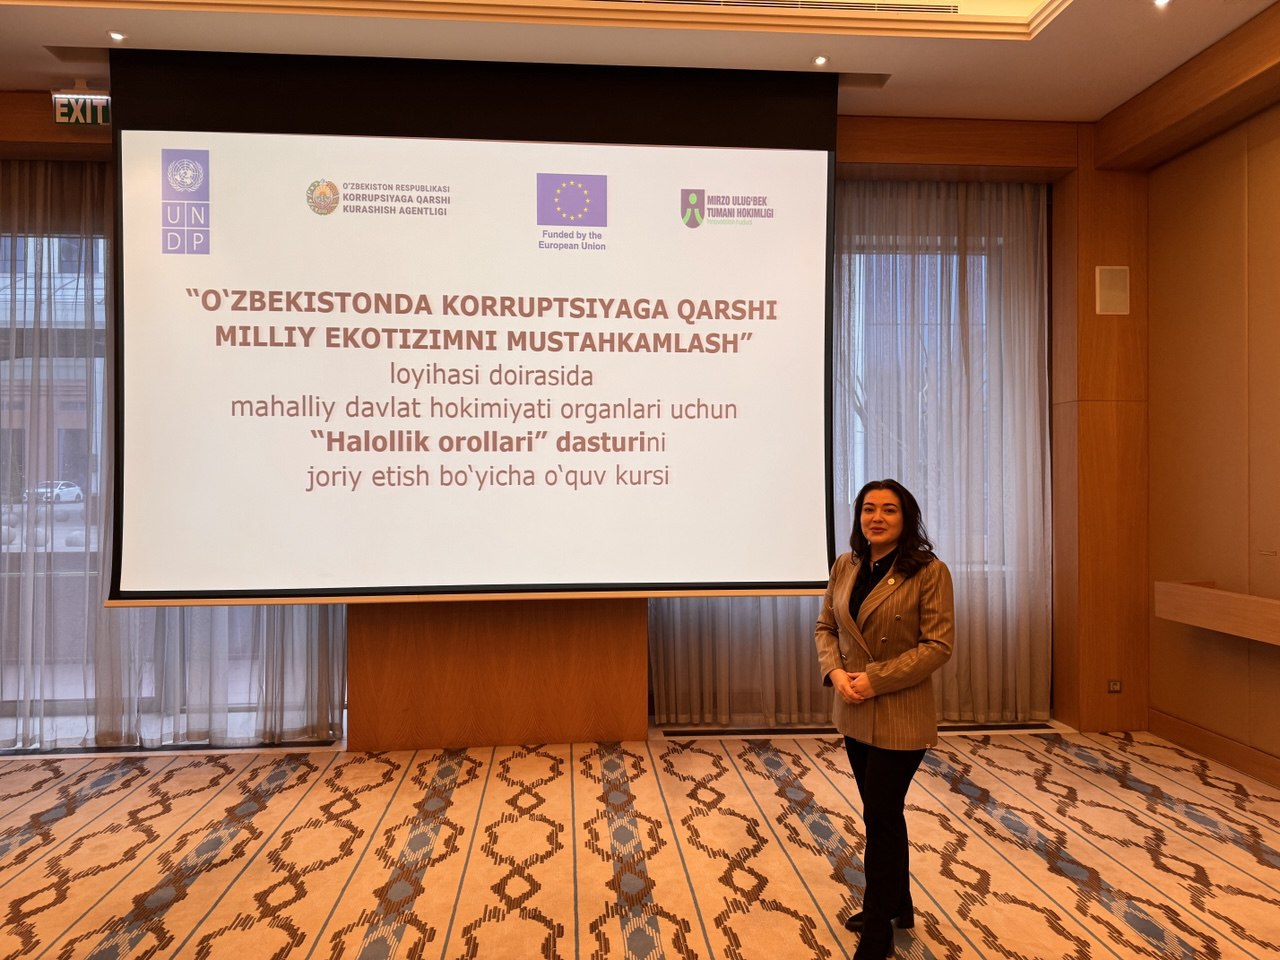 EXIT
UN
DP
O‘ZBEKISTON RESPUBLIKASI
KORRUPSIYAGA QARSHI
KURASHISH AGENTLIGI
Funded by the
European Union
MIRZO ULUG‘BEK
TUMANI HOKIMLIGI
“O‘ZBEKISTONDA KORRUPTSIYAGA QARSHI
MILLIY EKOTIZIMNI MUSTAHKAMLASH”
loyihasi doirasida
mahalliy davlat hokimiyati organlari uchun
“Halollik orollari” dasturini
joriy etish bo‘yicha o‘quv kursi